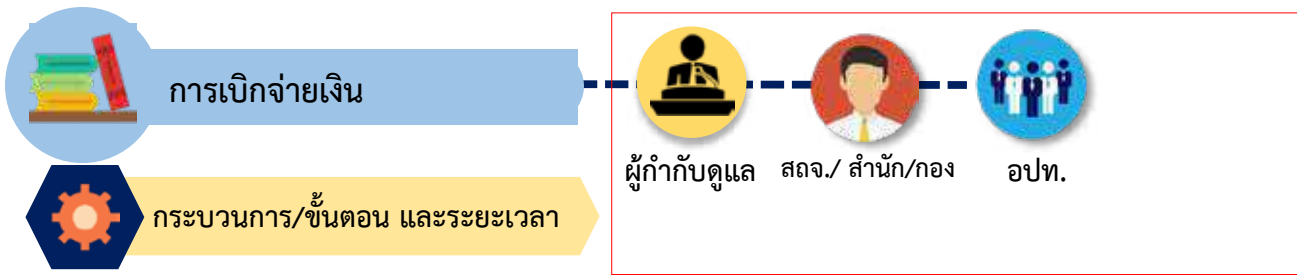 การเบิกจ่ายเงิน
ผู้กำกับดูแล
สถจ./ สำนัก/กอง
อปท.
กระบวนการ/ขั้นตอน และระยะเวลา